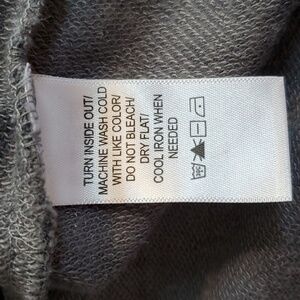 TURN INSIDE OUT/
MACHINE WASH COLD
WITH LIKE COLOR/
DO NOT BLEACH/
DRY FLAT/
COOL IRON WHEN
NEEDED